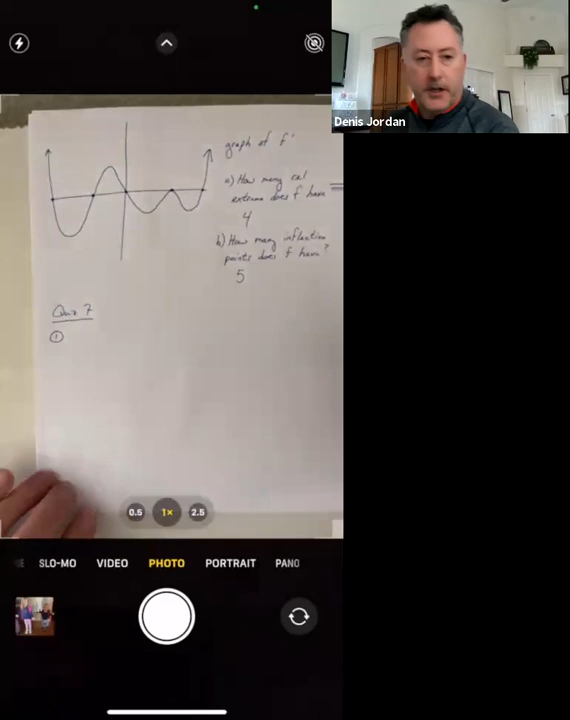 Denis Jordan
graph of f'
a) How many rel
extrema does f have
4
b) How many inflection
points does f have?
5
Quiz 7
1
0.5
1×
2.5
SLO-MO
VIDEO
PHOTO
PORTRAIT
PANO